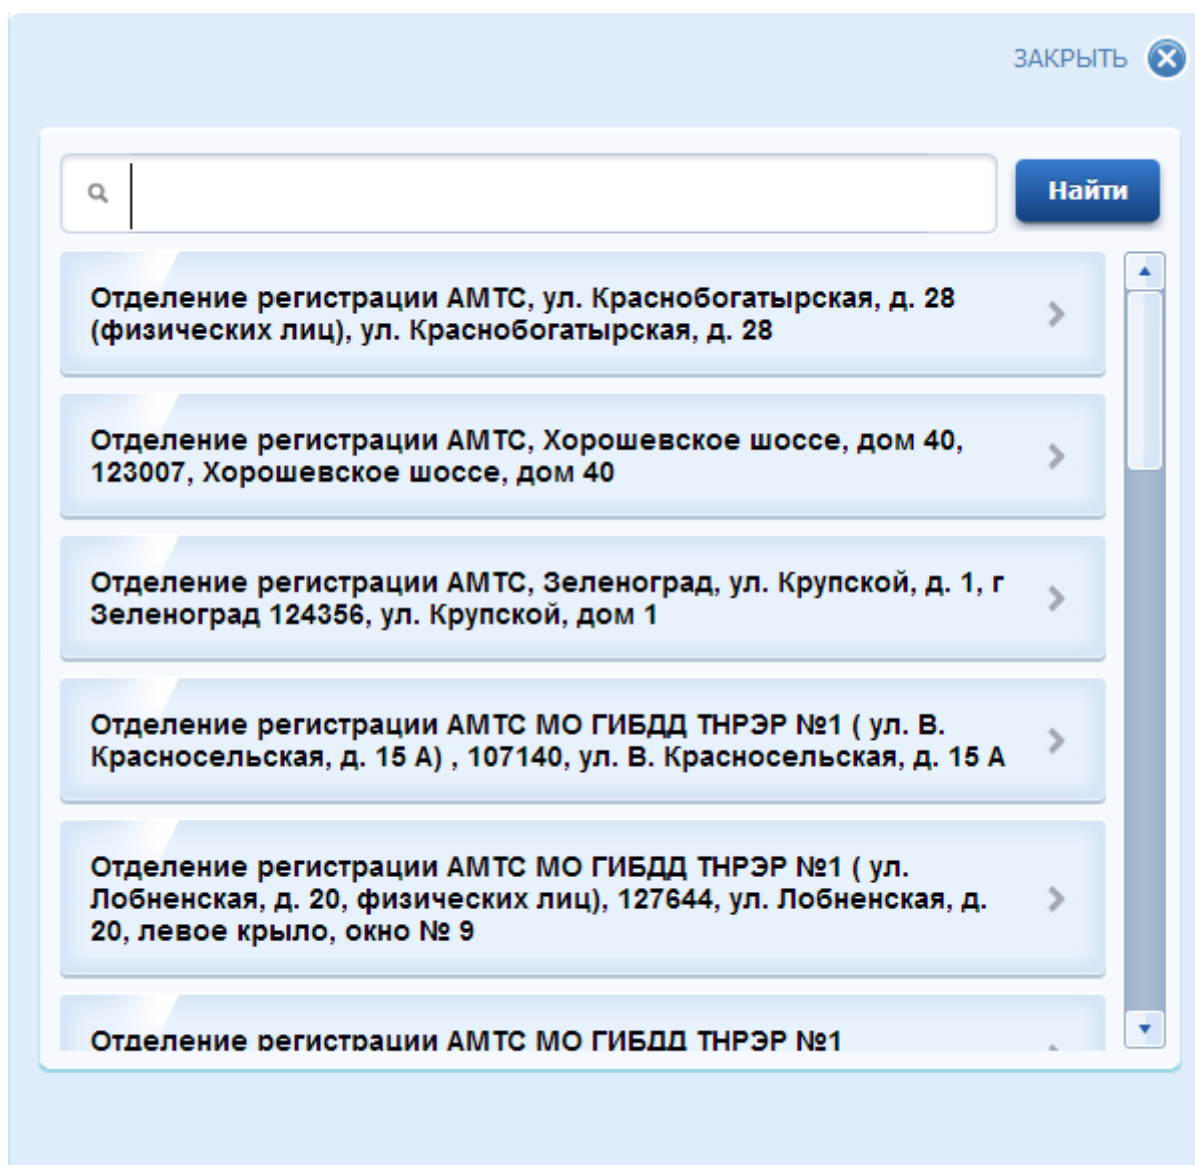 ЗАКРЫТЬ
Найти
Отделение регистрации АМТС, ул. Краснобогатырская, д. 28
(физических лиц), ул. Краснобогатырская, д. 28
Отделение регистрации АМТС, Хорошевское шоссе, дом 40,
123007, Хорошевское шоссе, дом 40
Отделение регистрации АМТС, Зеленоград, ул. Крупской, д. 1, г
Зеленоград 124356, ул. Крупской, дом 1
Отделение регистрации АМТС МО ГИБДД ТНРЭР №1 ( ул. В.
Красносельская, д. 15 А) , 107140, ул. В. Красносельская, д. 15 А
Отделение регистрации АМТС МО ГИБДД ТНРЭР №1 ( ул.
Лобненская, д. 20, физических лиц), 127644, ул. Лобненская, д.
20, левое крыло, окно № 9
Отделение регистрации АМТС МО ГИБДД ТНРЭР №1